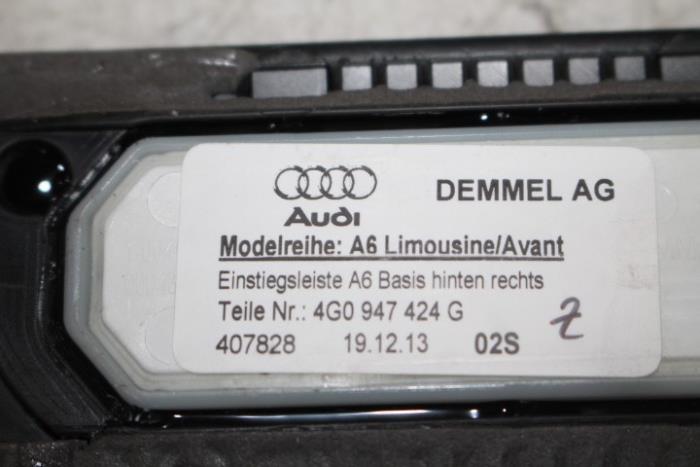 DEMMEL AG
Audi
Modelreihe: A6 Limousine/Avant
Einstiegsleiste A6 Basis hinten rechts
Teile Nr.: 4G0 947 424 G
407828 19.12.13 02S